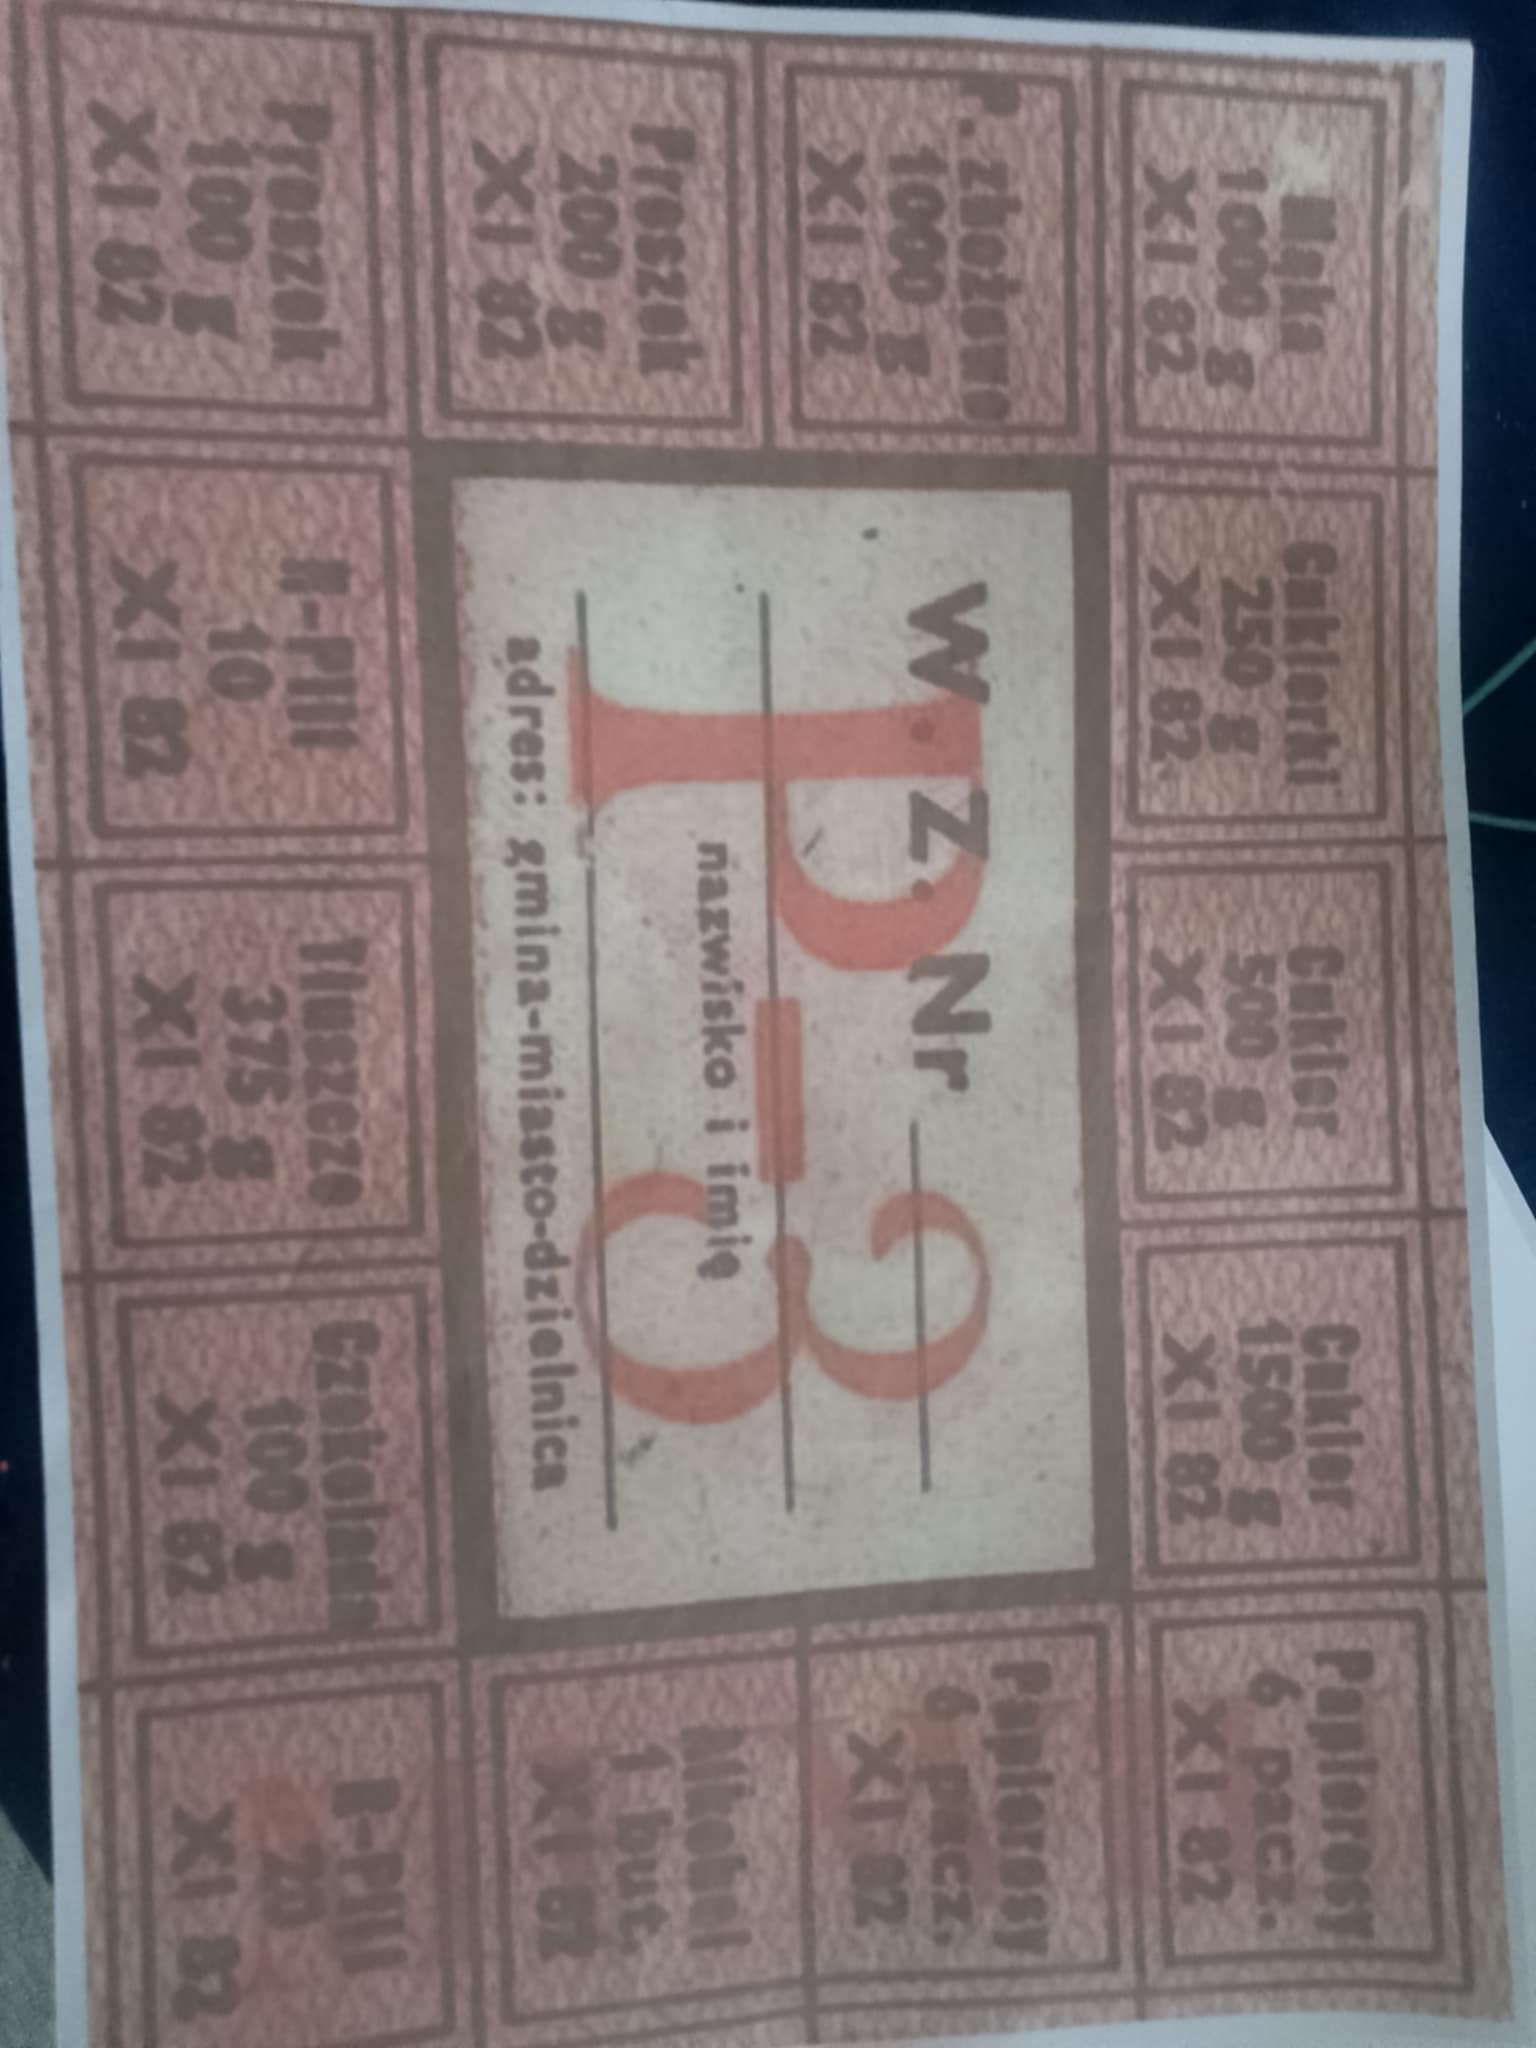 Mąka
1000 g
XI 82
Cukierki
250 g
XI 82
Cukier
500 g
XI 82
Cukier
1500 g
XI 82
Papierosy
6 pacz.
XI 82
P. zbożowe
1000 g
XI 82
Papierosy
6 pacz.
XI 82
Proszek
200 g
XI 82
Alkohol
1 but.
XI 82
W. Z. Nr
P-3
nazwisko i imię
adres: gmina-miasto-dzielnica
Proszek
100 g
XI 82
R-PIII
10
XI 82
Tłuszcze
375 g
XI 82
Czekolada
100 g
XI 82
B-PIII
20
XI 82